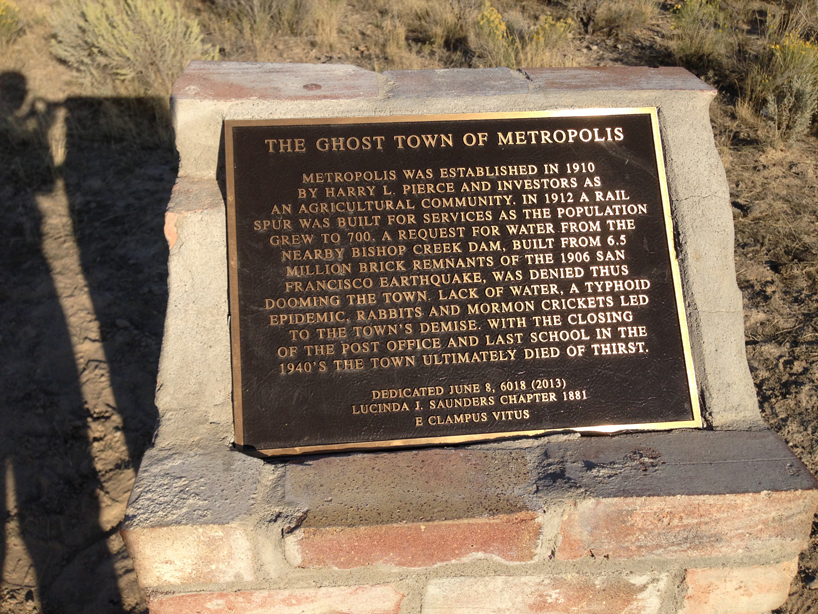 THE GHOST TOWN OF METROPOLIS
METROPOLIS WAS ESTABLISHED IN 1910
BY HARRY L. PIERCE AND INVESTORS AS
AN AGRICULTURAL COMMUNITY. IN 1912 A RAIL
SPUR WAS BUILT FOR SERVICES AS THE POPULATION
GREW TO 700. A REQUEST FOR WATER FROM THE
NEARBY BISHOP CREEK DAM, BUILT FROM 6.5
MILLION BRICK REMNANTS OF THE 1906 SAN
FRANCISCO EARTHQUAKE, WAS DENIED THUS
DOOMING THE TOWN. LACK OF WATER, A TYPHOID
EPIDEMIC, RABBITS AND MORMON CRICKETS LED
TO THE TOWN'S DEMISE. WITH THE CLOSING
OF THE POST OFFICE AND LAST SCHOOL IN THE
1940'S THE TOWN ULTIMATELY DIED OF THIRST.
DEDICATED JUNE 8, 6018 (2013)
LUCINDA J. SAUNDERS CHAPTER 1881
E CLAMPUS VITUS